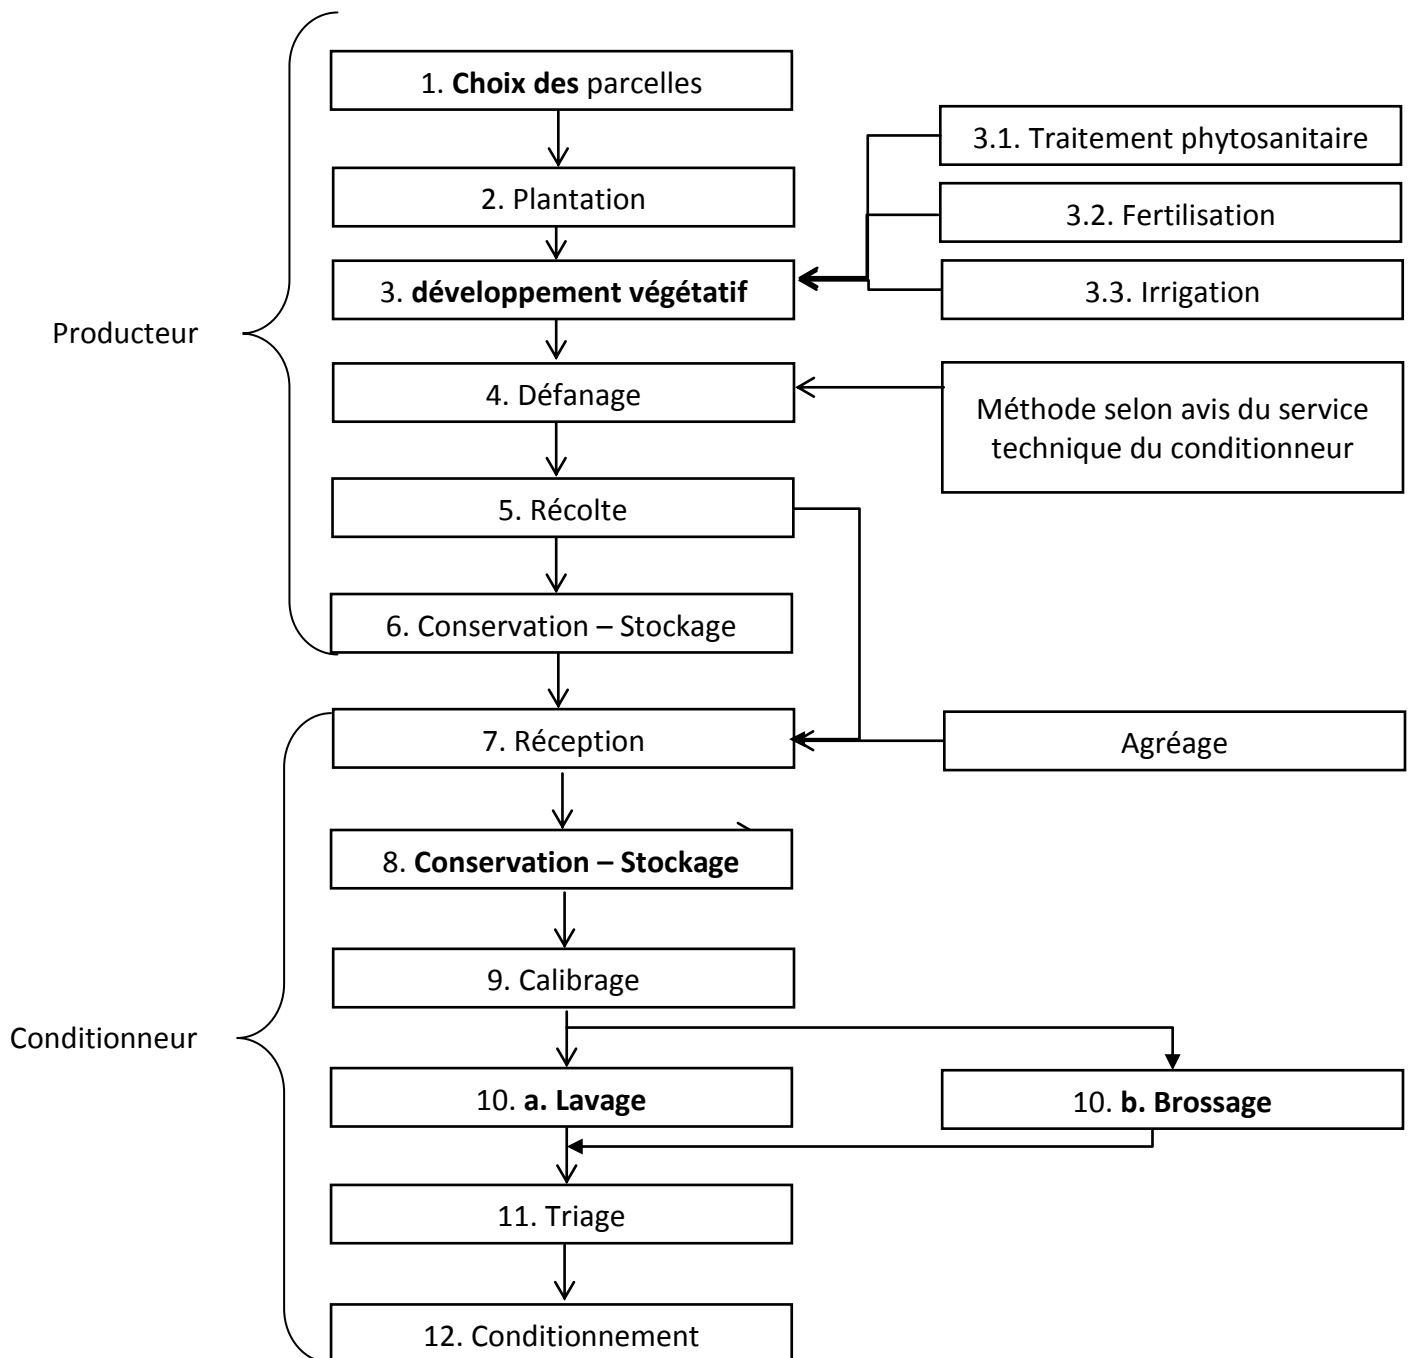 1. Choix des parcelles
3.1. Traitement phytosanitaire
2. Plantation
3.2. Fertilisation
3. développement végétatif
3.3. Irrigation
Producteur
4. Défanage
Méthode selon avis du service
technique du conditionneur
5. Récolte
6. Conservation – Stockage
7. Réception
Agréage
8. Conservation – Stockage
9. Calibrage
Conditionneur
10. a. Lavage
10. b. Brossage
11. Triage
12. Conditionnement